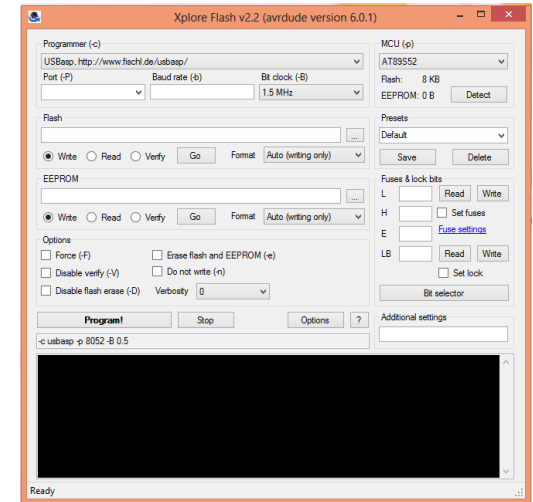 Xplore Flash v2.2 (avrdude version 6.0.1)
Programmer (-c)
USBasp, http://www.fischl.de/usbasp/
Port (-P) Baud rate (-b) Bit clock (-B)
1.5 MHz
MCU (-p)
AT89S52
Flash: 8 KB
EEPROM: 0 B Detect
Flash
...
Write Read Verify Go Format Auto (writing only)
Presets
Default
Save Delete
EEPROM
...
Write Read Verify Go Format Auto (writing only)
Fuses & lock bits
L Read Write
H Set fuses
E Fuse settings
LB Read Write
Set lock
Bit selector
Options
Force (-F) Erase flash and EEPROM (-e)
Disable verify (-V) Do not write (-n)
Disable flash erase (-D) Verbosity 0
Program! Stop Options ?
Additional settings
-c usbasp -p 8052 -B 0.5
Ready